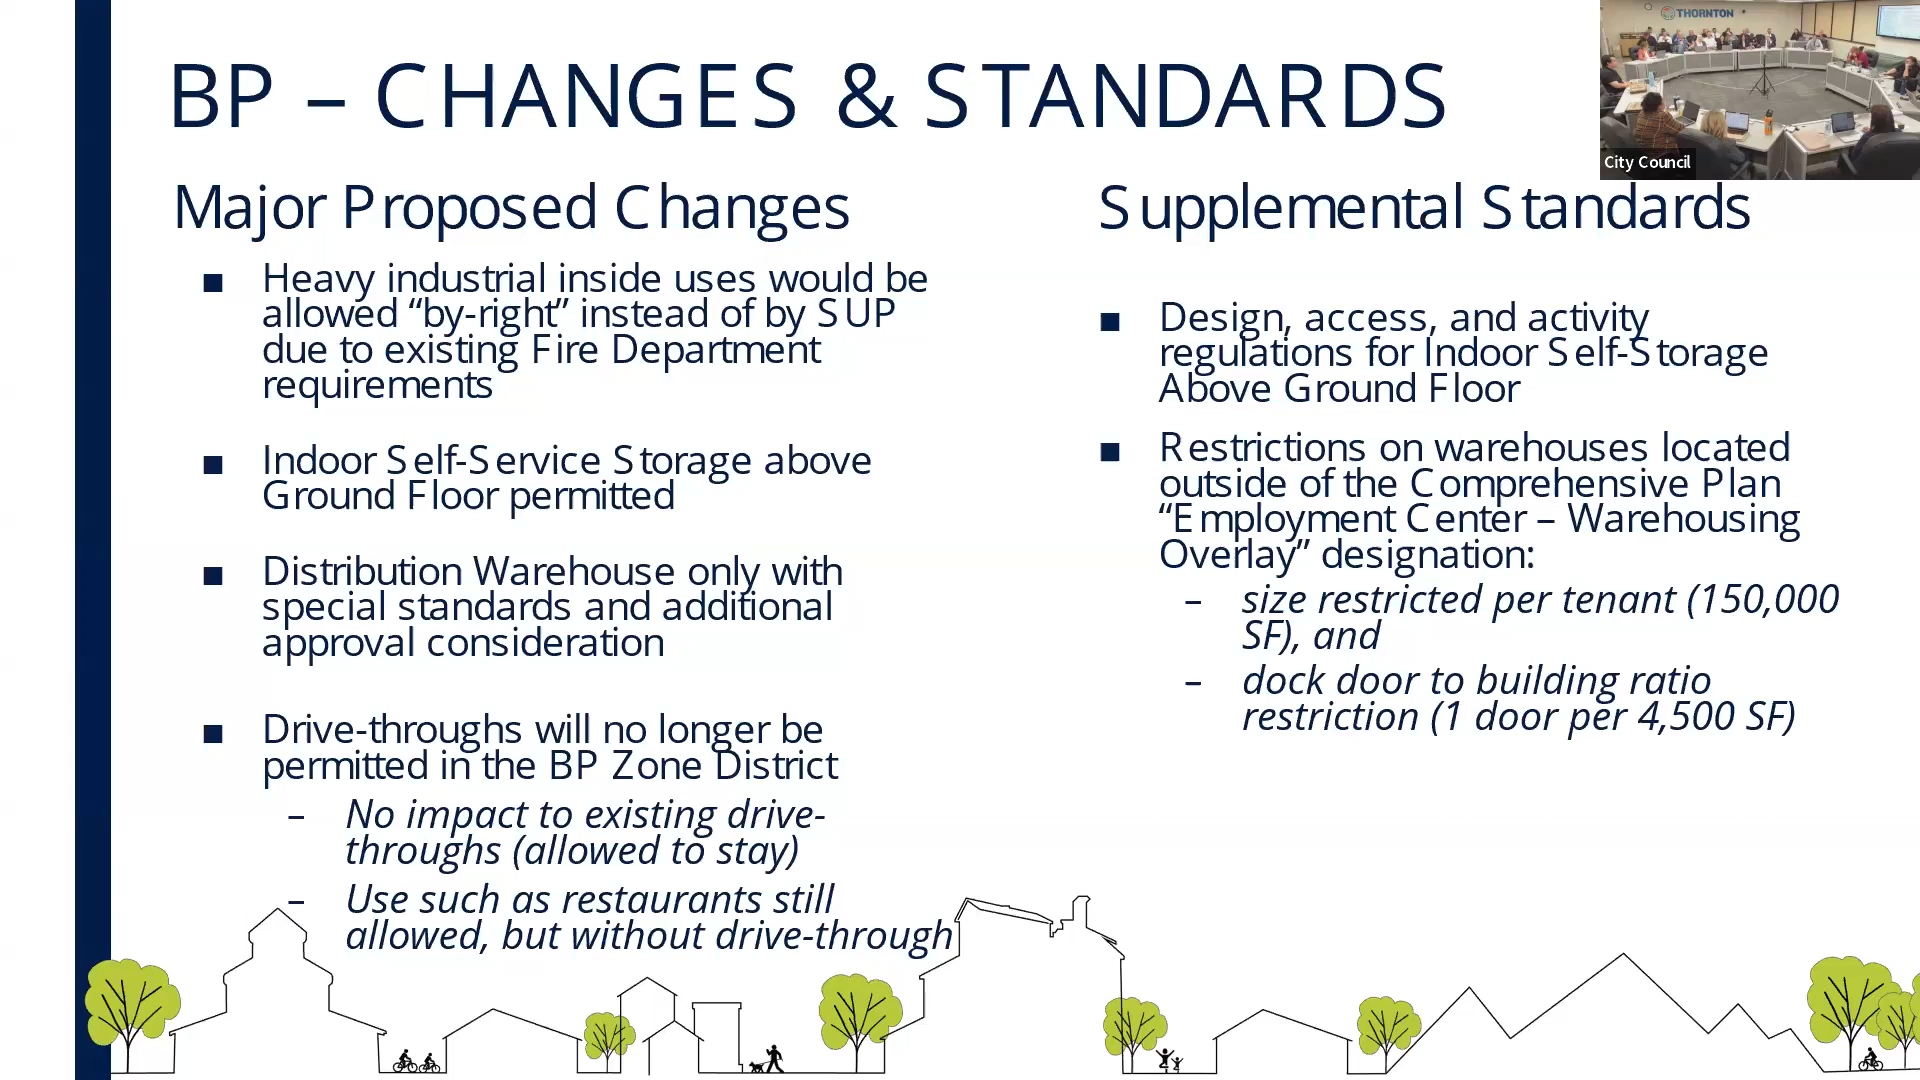 BP – CHANGES & STANDARDS
THORNTON
City Council
Major Proposed Changes
■ Heavy industrial inside uses would be
allowed “by-right” instead of by SUP
due to existing Fire Department
requirements
■ Indoor Self-Service Storage above
Ground Floor permitted
■ Distribution Warehouse only with
special standards and additional
approval consideration
■ Drive-throughs will no longer be
permitted in the BP Zone District
– No impact to existing drive-
throughs (allowed to stay)
– Use such as restaurants still
allowed, but without drive-through
Supplemental Standards
■ Design, access, and activity
regulations for Indoor Self-Storage
Above Ground Floor
■ Restrictions on warehouses located
outside of the Comprehensive Plan
“Employment Center – Warehousing
Overlay” designation:
– size restricted per tenant (150,000
SF), and
– dock door to building ratio
restriction (1 door per 4,500 SF)